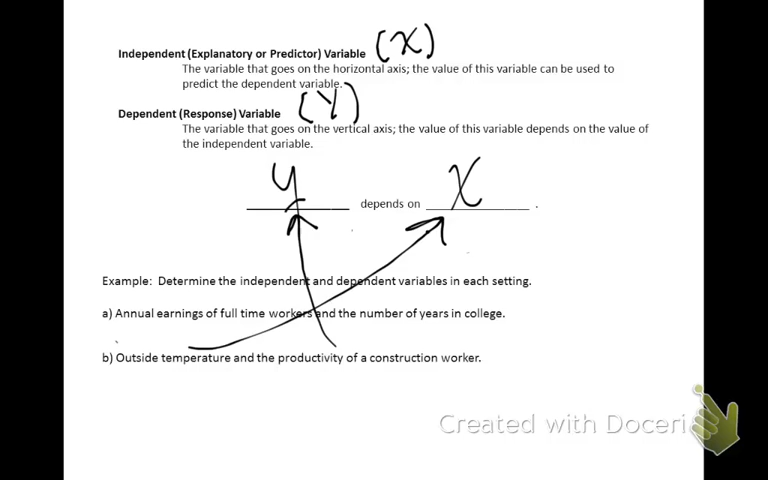 Independent (Explanatory or Predictor) Variable (X)
The variable that goes on the horizontal axis; the value of this variable can be used to
predict the dependent variable.
Dependent (Response) Variable (Y)
The variable that goes on the vertical axis; the value of this variable depends on the value of
the independent variable.
y depends on x .
Example: Determine the independent and dependent variables in each setting.
a) Annual earnings of full time workers and the number of years in college.
b) Outside temperature and the productivity of a construction worker.
Created with Doceri